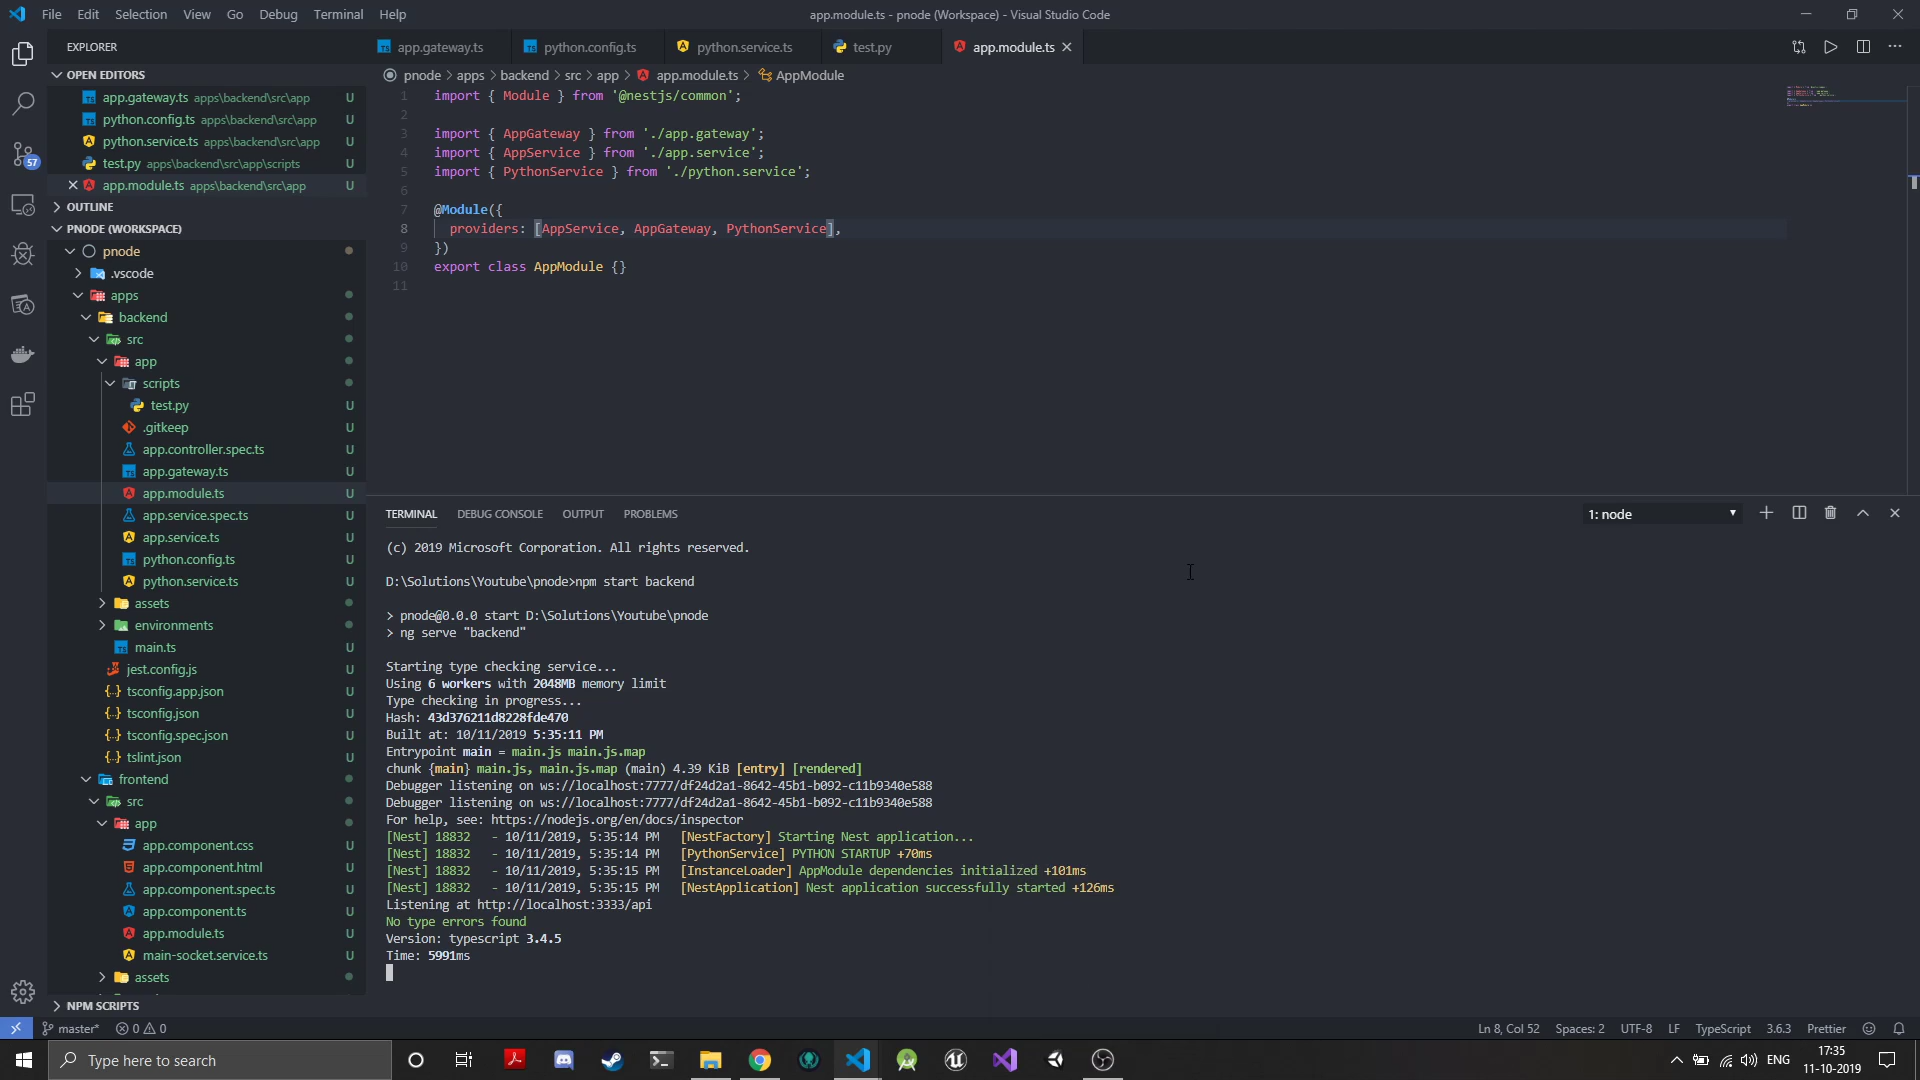 File Edit Selection View Go Debug Terminal Help
app.module.ts - pnode (Workspace) - Visual Studio Code
EXPLORER
app.gateway.ts
python.config.ts
python.service.ts
test.py
app.module.ts
OPEN EDITORS
app.gateway.ts apps\backend\src\app U
python.config.ts apps\backend\src\app U
python.service.ts apps\backend\src\app U
test.py apps\backend\src\app\scripts U
app.module.ts apps\backend\src\app U
OUTLINE
PNODE (WORKSPACE)
pnode
.vscode
apps
backend
src
app
scripts
test.py U
.gitkeep U
app.controller.spec.ts U
app.gateway.ts U
app.module.ts U
app.service.spec.ts U
app.service.ts U
python.config.ts U
python.service.ts U
assets
environments
main.ts U
jest.config.js U
tsconfig.app.json U
tsconfig.json U
tsconfig.spec.json U
tslint.json U
frontend
src
app
app.component.css U
app.component.html U
app.component.spec.ts U
app.component.ts U
app.module.ts U
main-socket.service.ts U
assets
NPM SCRIPTS
57
pnode > apps > backend > src > app > app.module.ts > AppModule
1 import { Module } from '@nestjs/common';
2
3 import { AppGateway } from './app.gateway';
4 import { AppService } from './app.service';
5 import { PythonService } from './python.service';
6
7 @Module({
8 providers: [AppService, AppGateway, PythonService],
9 })
10 export class AppModule {}
11
TERMINAL DEBUG CONSOLE OUTPUT PROBLEMS
1: node
(c) 2019 Microsoft Corporation. All rights reserved.
D:\Solutions\Youtube\pnode>npm start backend
> pnode@0.0.0 start D:\Solutions\Youtube\pnode
> ng serve "backend"
Starting type checking service...
Using 6 workers with 2048MB memory limit
Type checking in progress...
Hash: 43d376211d8228fde470
Built at: 10/11/2019 5:35:11 PM
Entrypoint main = main.js main.js.map
chunk {main} main.js, main.js.map (main) 4.39 KiB [entry] [rendered]
Debugger listening on ws://localhost:7777/df24d2a1-8642-45b1-b092-c11b9340e588
Debugger listening on ws://localhost:7777/df24d2a1-8642-45b1-b092-c11b9340e588
For help, see: https://nodejs.org/en/docs/inspector
[Nest] 18832 - 10/11/2019, 5:35:14 PM [NestFactory] Starting Nest application...
[Nest] 18832 - 10/11/2019, 5:35:14 PM [PythonService] PYTHON STARTUP +70ms
[Nest] 18832 - 10/11/2019, 5:35:15 PM [InstanceLoader] AppModule dependencies initialized +101ms
[Nest] 18832 - 10/11/2019, 5:35:15 PM [NestApplication] Nest application successfully started +126ms
Listening at http://localhost:3333/api
No type errors found
Version: typescript 3.4.5
Time: 5991ms
master* 0 0
Ln 8, Col 52 Spaces: 2 UTF-8 LF TypeScript 3.6.3 Prettier
Type here to search
ENG
17:35
11-10-2019